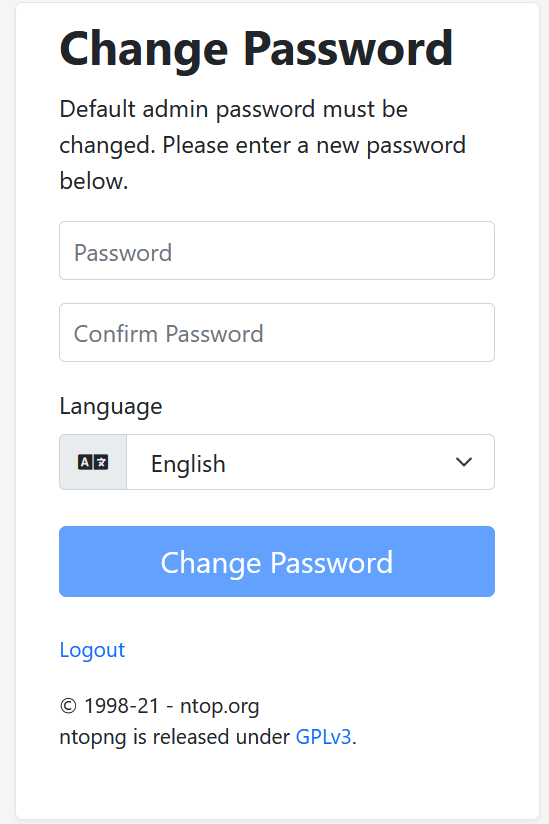 Change Password
Default admin password must be
changed. Please enter a new password
below.
Password
Confirm Password
Language
English
Change Password
Logout
© 1998-21 - ntop.org
ntopng is released under GPLv3.